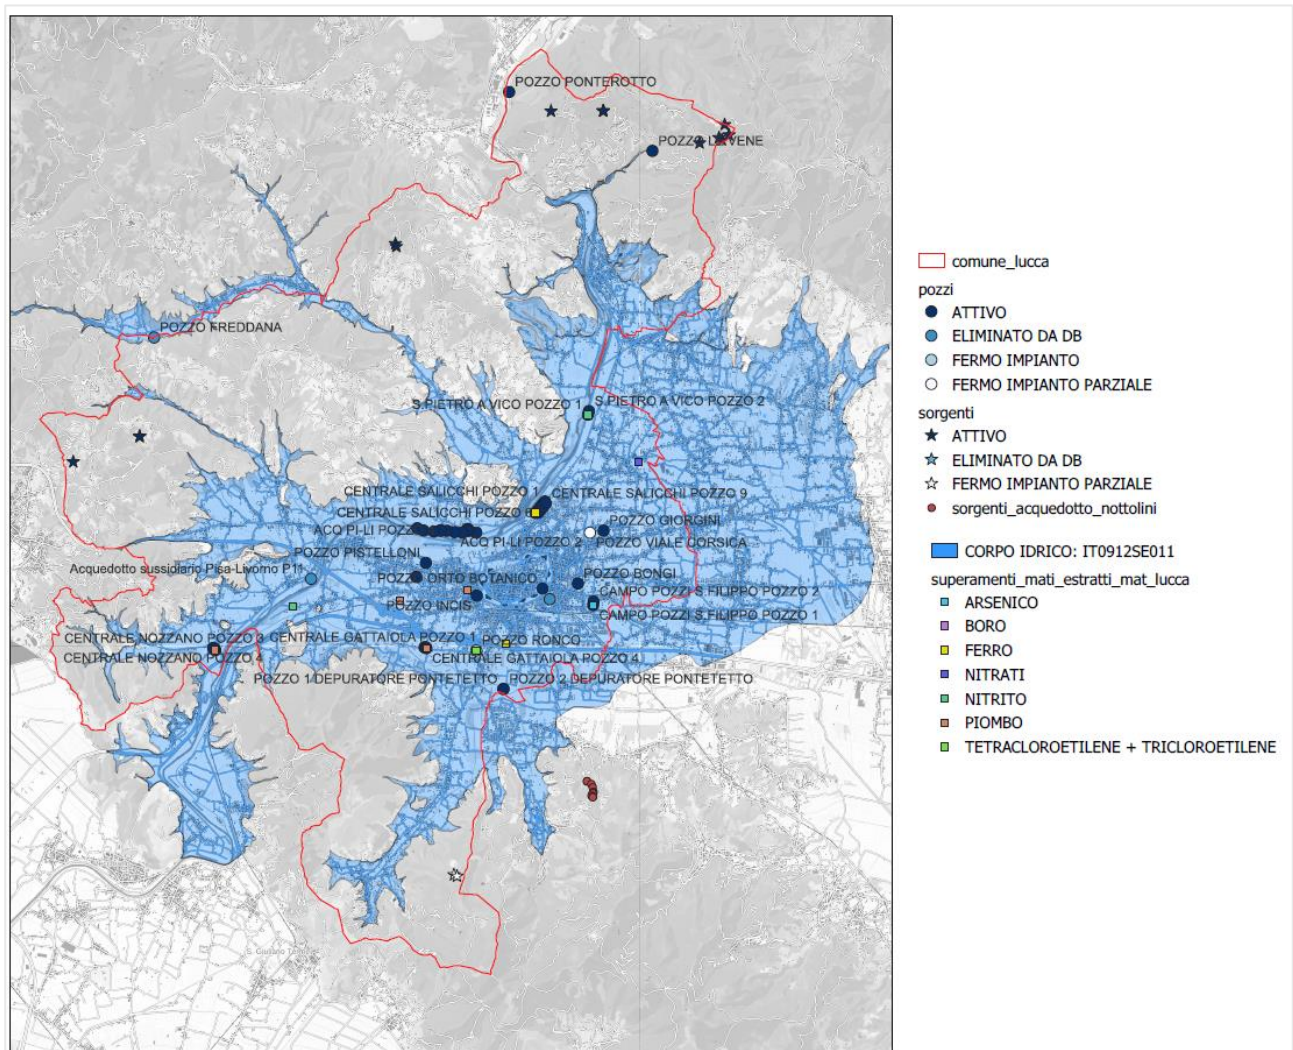 POZZO PONTEROTTO
POZZO LE VENE
POZZO FREDDANA
S.PIETRO A VICO POZZO 1
S.PIETRO A VICO POZZO 2
CENTRALE SALICCHI POZZO 1
CENTRALE SALICCHI POZZO 9
CENTRALE SALICCHI POZZO 6
ACQ PI-LI POZZO
POZZO GIORGINI
ACQ PI-LI POZZO 2
POZZO VIALE CORSICA
POZZO PISTELLONI
Acquedotto sussidiario Pisa-Livorno P11
POZZO ORTO BOTANICO
POZZO BONGI
CAMPO POZZI S.FILIPPO POZZO 2
POZZO INCIS
CAMPO POZZI S.FILIPPO POZZO 1
CENTRALE NOZZANO POZZO 3
CENTRALE GATTAIOLA POZZO 1
POZZO RONCO
CENTRALE NOZZANO POZZO 4
CENTRALE GATTAIOLA POZZO 4
POZZO 1 DEPURATORE PONTETETTO
POZZO 2 DEPURATORE PONTETETTO
comune_lucca
pozzi
ATTIVO
ELIMINATO DA DB
FERMO IMPIANTO
FERMO IMPIANTO PARZIALE
sorgenti
ATTIVO
ELIMINATO DA DB
FERMO IMPIANTO PARZIALE
sorgenti_acquedotto_nottolini
CORPO IDRICO: IT0912SE011
superamenti_mati_estratti_mat_lucca
ARSENICO
BORO
FERRO
NITRATI
NITRITO
PIOMBO
TETRACLOROETILENE + TRICLOROETILENE